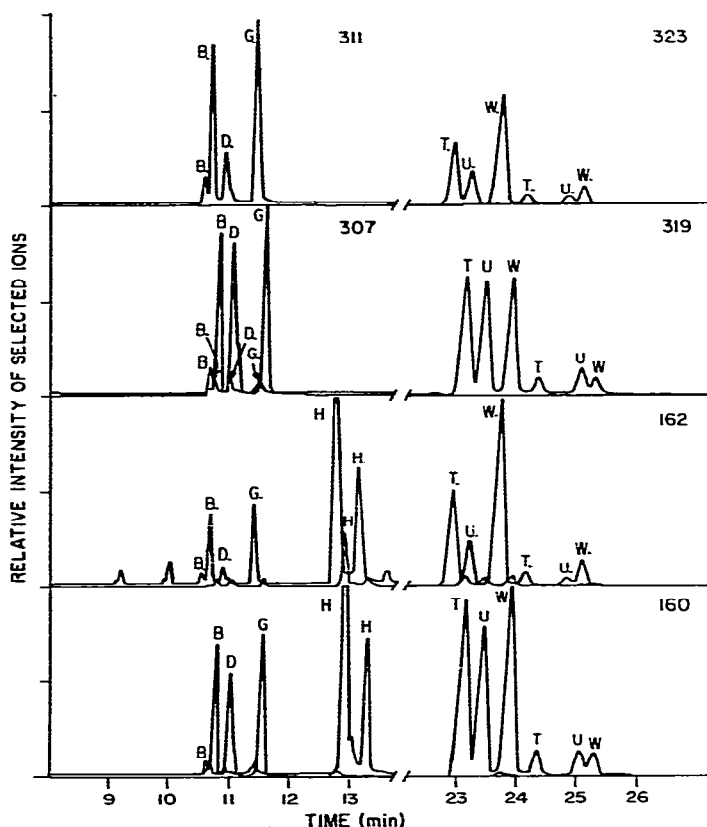 RELATIVE INTENSITY OF SELECTED IONS
311
323
B.
B.
D.
G.
T.
U.
W.
T.
U.
W.
307
319
B.
B
B
D
D.
G.
G
T
U
W
T
U
W
162
B.
B.
D.
G.
H
H
H
T.
U.
W.
T.
U.
W.
160
B
B
D
G
H
H
T
U
W
T
U
W
9 10 11 12 13 23 24 25 26
TIME (min)